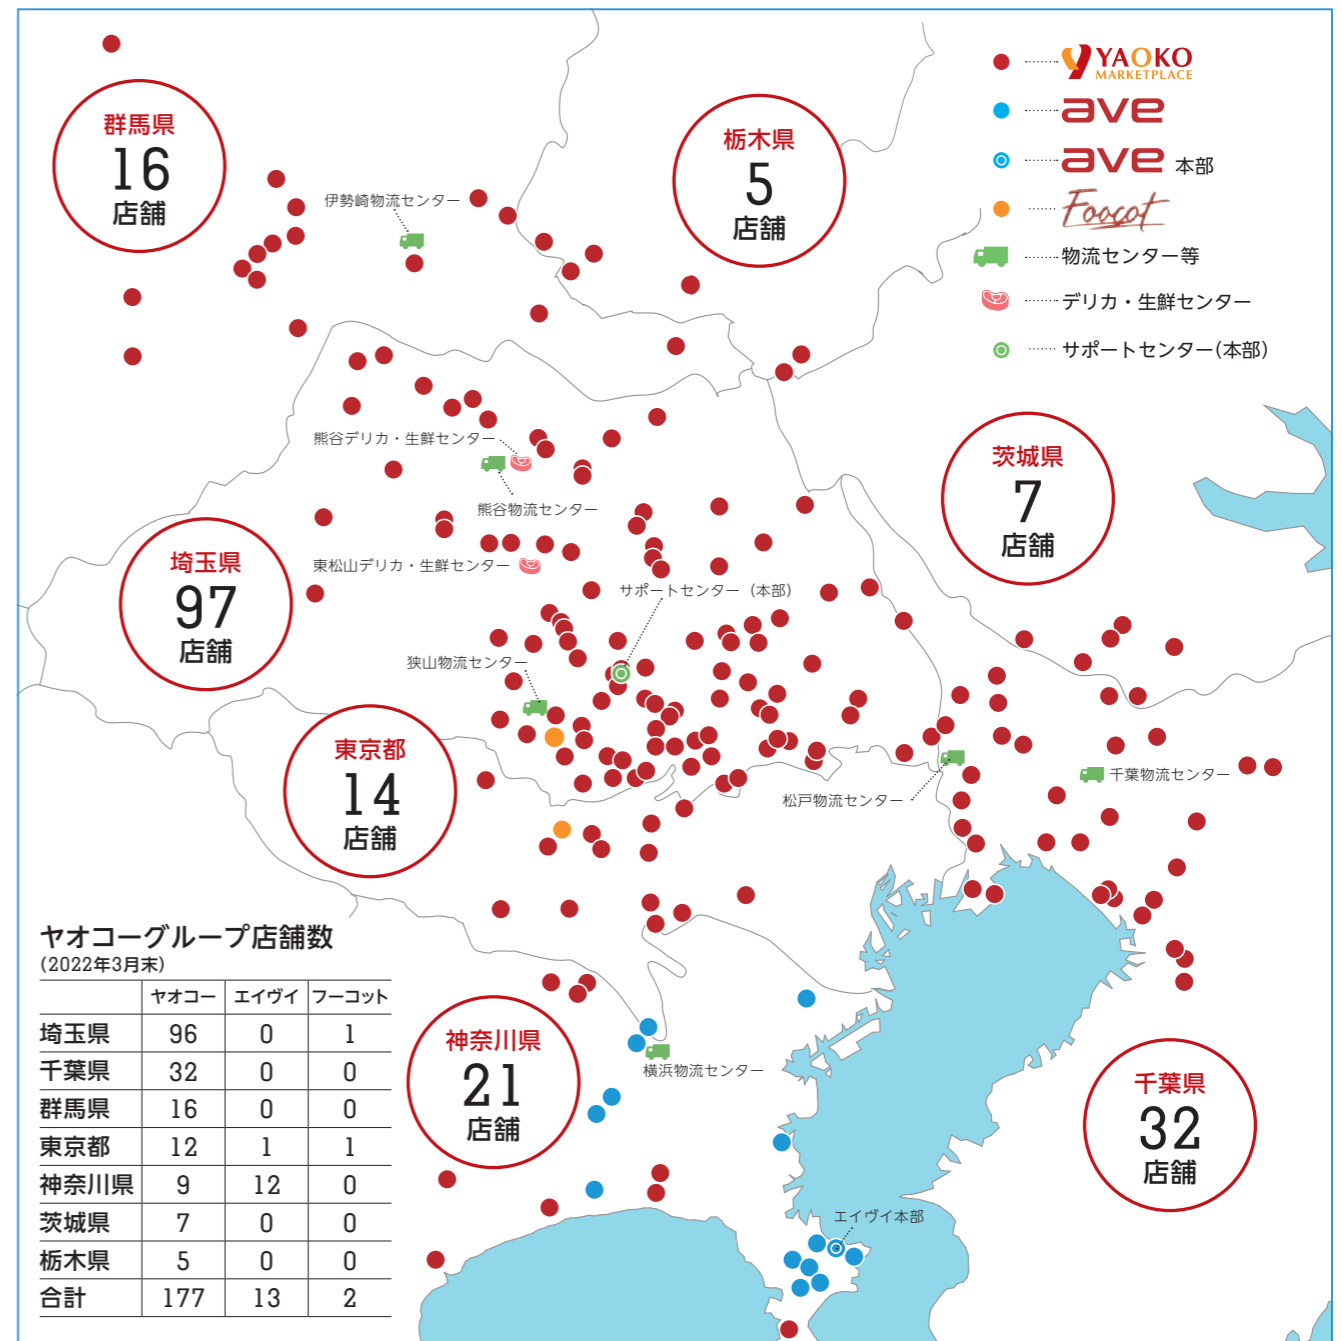 群馬県
16
店舗
栃木県
5
店舗
YAOKO
MARKETPLACE
ave
ave 本部
Foocot
物流センター等
デリカ・生鮮センター
サポートセンター(本部)
伊勢崎物流センター
熊谷デリカ・生鮮センター
熊谷物流センター
東松山デリカ・生鮮センター
サポートセンター（本部）
狭山物流センター
茨城県
7
店舗
埼玉県
97
店舗
東京都
14
店舗
松戸物流センター
千葉物流センター
神奈川県
21
店舗
横浜物流センター
エイヴイ本部
千葉県
32
店舗
ヤオコーグループ店舗数
(2022年3月末)
ヤオコー エイヴイ フーコット
埼玉県 96 0 1
千葉県 32 0 0
群馬県 16 0 0
東京都 12 1 1
神奈川県 9 12 0
茨城県 7 0 0
栃木県 5 0 0
合計 177 13 2